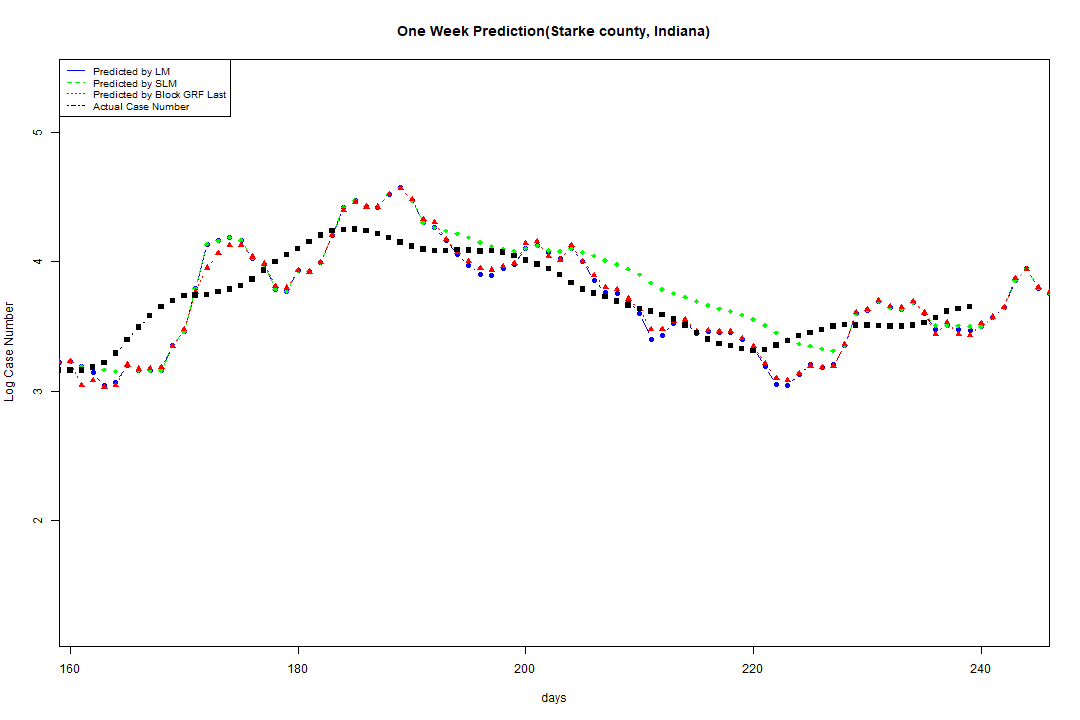 One Week Prediction(Starke county, Indiana)
Predicted by LM
Predicted by SLM
Predicted by Block GRF Last
Actual Case Number
5
4
3
2
Log Case Number
160 180 200 220 240
days